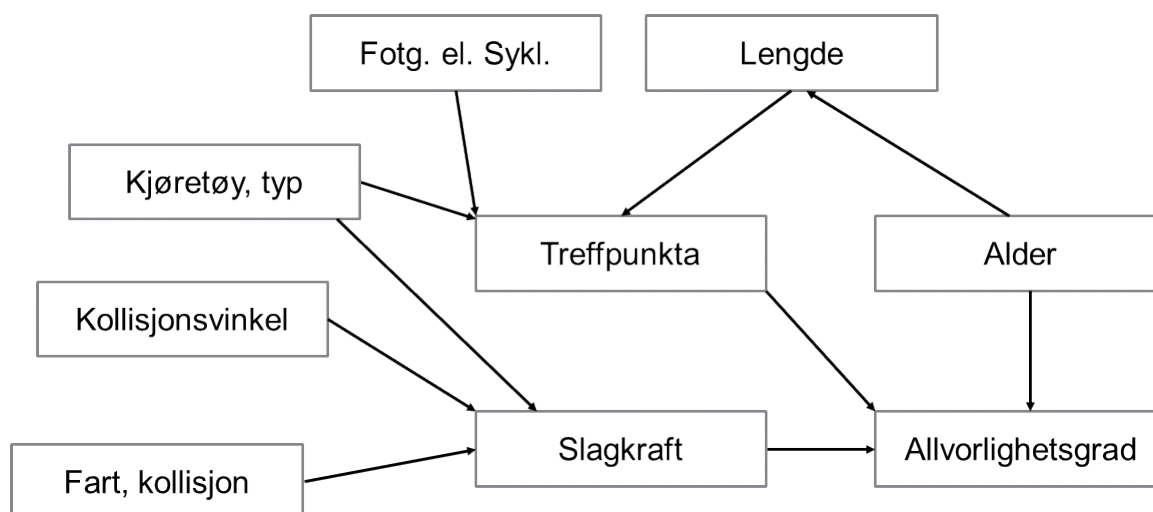 Fotg. el. Sykl.
Lengde
Kjøretøy, typ
Treffpunkta
Alder
Kollisjonsvinkel
Slagkraft
Allvorlighetsgrad
Fart, kollisjon